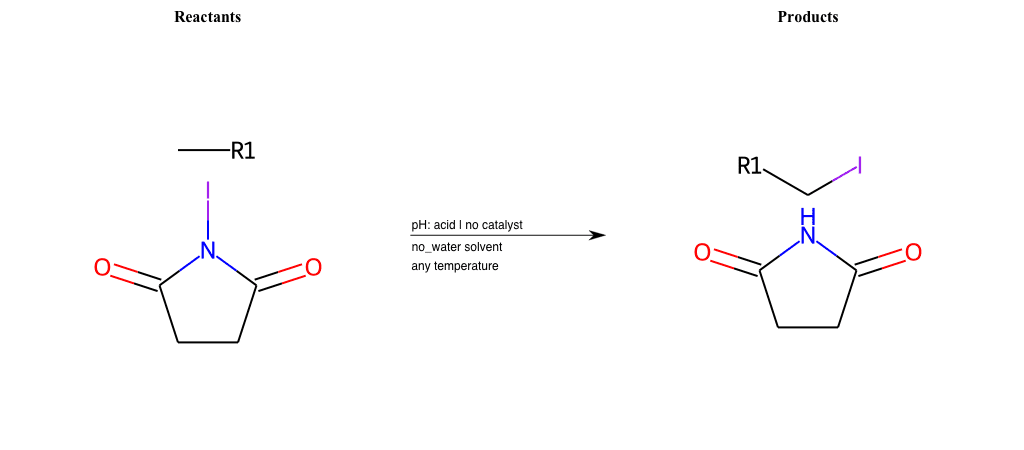 Reactants
Products
R1
I
N
O
O
pH: acid | no catalyst
no_water solvent
any temperature
R1
I
H
N
O
O